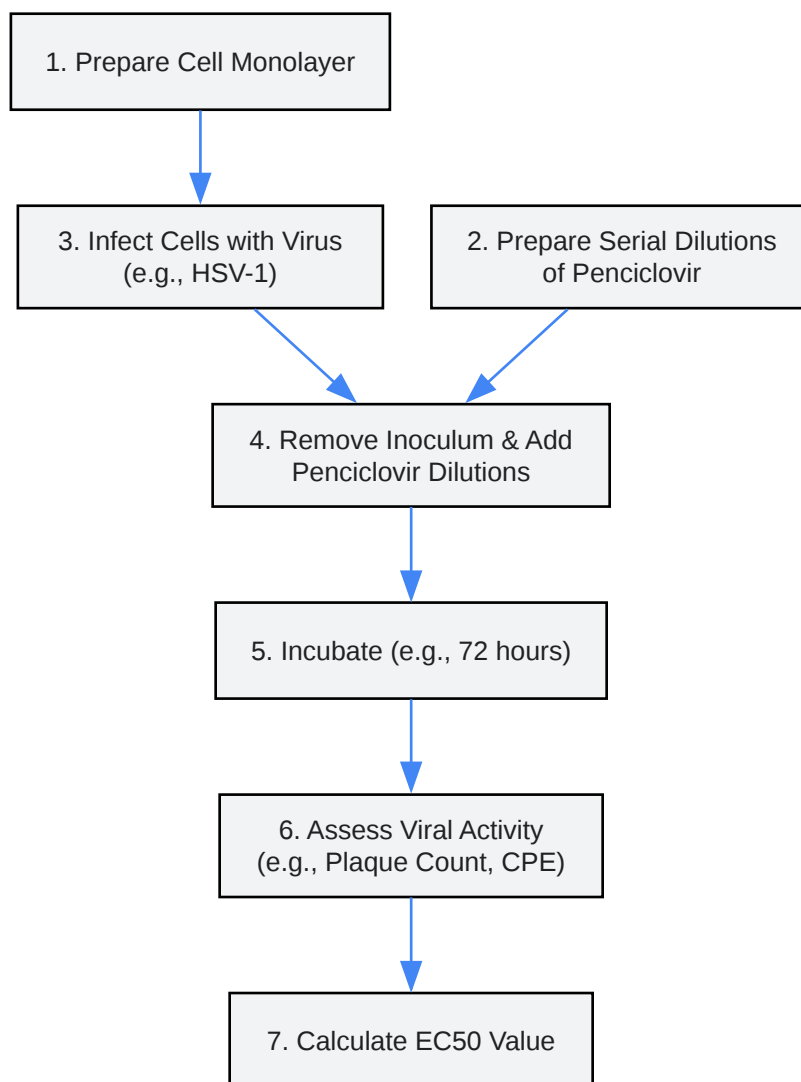 1. Prepare Cell Monolayer
3. Infect Cells with Virus
(e.g., HSV-1)
2. Prepare Serial Dilutions
of Penciclovir
4. Remove Inoculum & Add
Penciclovir Dilutions
5. Incubate (e.g., 72 hours)
6. Assess Viral Activity
(e.g., Plaque Count, CPE)
7. Calculate EC50 Value